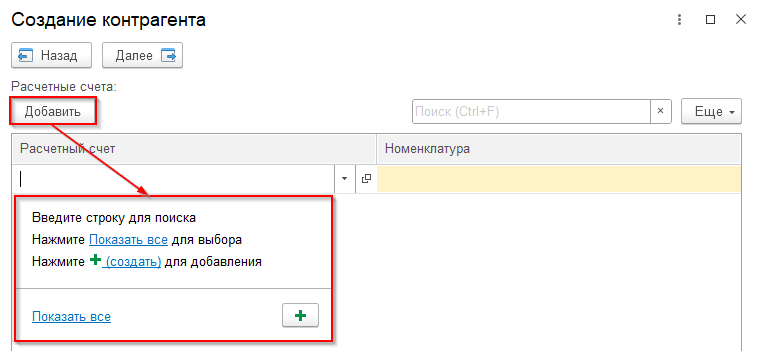 Создание контрагента
Назад Далее
Расчетные счета:
Добавить Поиск (Ctrl+F) × Еще
Расчетный счет Номенклатура
Введите строку для поиска
Нажмите Показать все для выбора
Нажмите + (создать) для добавления
Показать все +